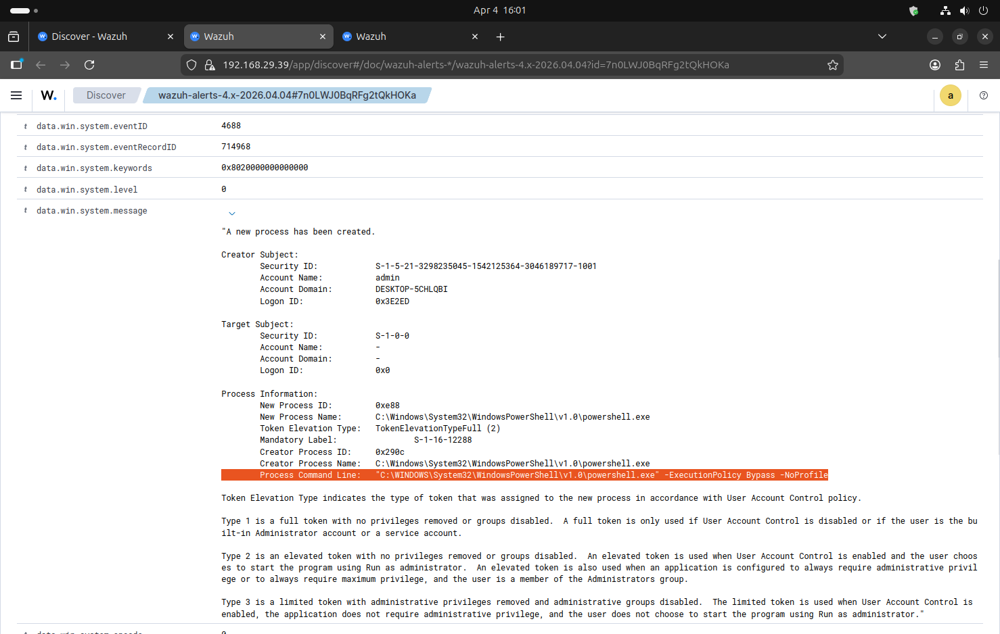 Apr 4 16:01
Discover - Wazuh
Wazuh
Wazuh
192.168.29.39/app/discover#/doc/wazuh-alerts-*/wazuh-alerts-4.x-2026.04.04?id=7n0LWJ0BqRFg2tQkHOKa
W. Discover wazuh-alerts-4.x-2026.04.04#7n0LWJ0BqRFg2tQkHOKa a
t data.win.system.eventID 4688
t data.win.system.eventRecordID 714968
t data.win.system.keywords 0x8020000000000000
t data.win.system.level 0
t data.win.system.message
"A new process has been created.
Creator Subject:
Security ID: S-1-5-21-3298235045-1542125364-3046189717-1001
Account Name: admin
Account Domain: DESKTOP-5CHLQBI
Logon ID: 0x3E2ED
Target Subject:
Security ID: S-1-0-0
Account Name: -
Account Domain: -
Logon ID: 0x0
Process Information:
New Process ID: 0xe88
New Process Name: C:\Windows\System32\WindowsPowerShell\v1.0\powershell.exe
Token Elevation Type: TokenElevationTypeFull (2)
Mandatory Label: S-1-16-12288
Creator Process ID: 0x290c
Creator Process Name: C:\Windows\System32\WindowsPowerShell\v1.0\powershell.exe
Process Command Line: "C:\WINDOWS\System32\WindowsPowerShell\v1.0\powershell.exe" -ExecutionPolicy Bypass -NoProfile
Token Elevation Type indicates the type of token that was assigned to the new process in accordance with User Account Control policy.
Type 1 is a full token with no privileges removed or groups disabled.  A full token is only used if User Account Control is disabled or if the user is the bu
ilt-in Administrator account or a service account.
Type 2 is an elevated token with no privileges removed or groups disabled.  An elevated token is used when User Account Control is enabled and the user choos
es to start the program using Run as administrator.  An elevated token is also used when an application is configured to always require administrative privil
ege or to always require maximum privilege, and the user is a member of the Administrators group.
Type 3 is a limited token with administrative privileges removed and administrative groups disabled.  The limited token is used when User Account Control is
enabled, the application does not require administrative privilege, and the user does not choose to start the program using Run as administrator."